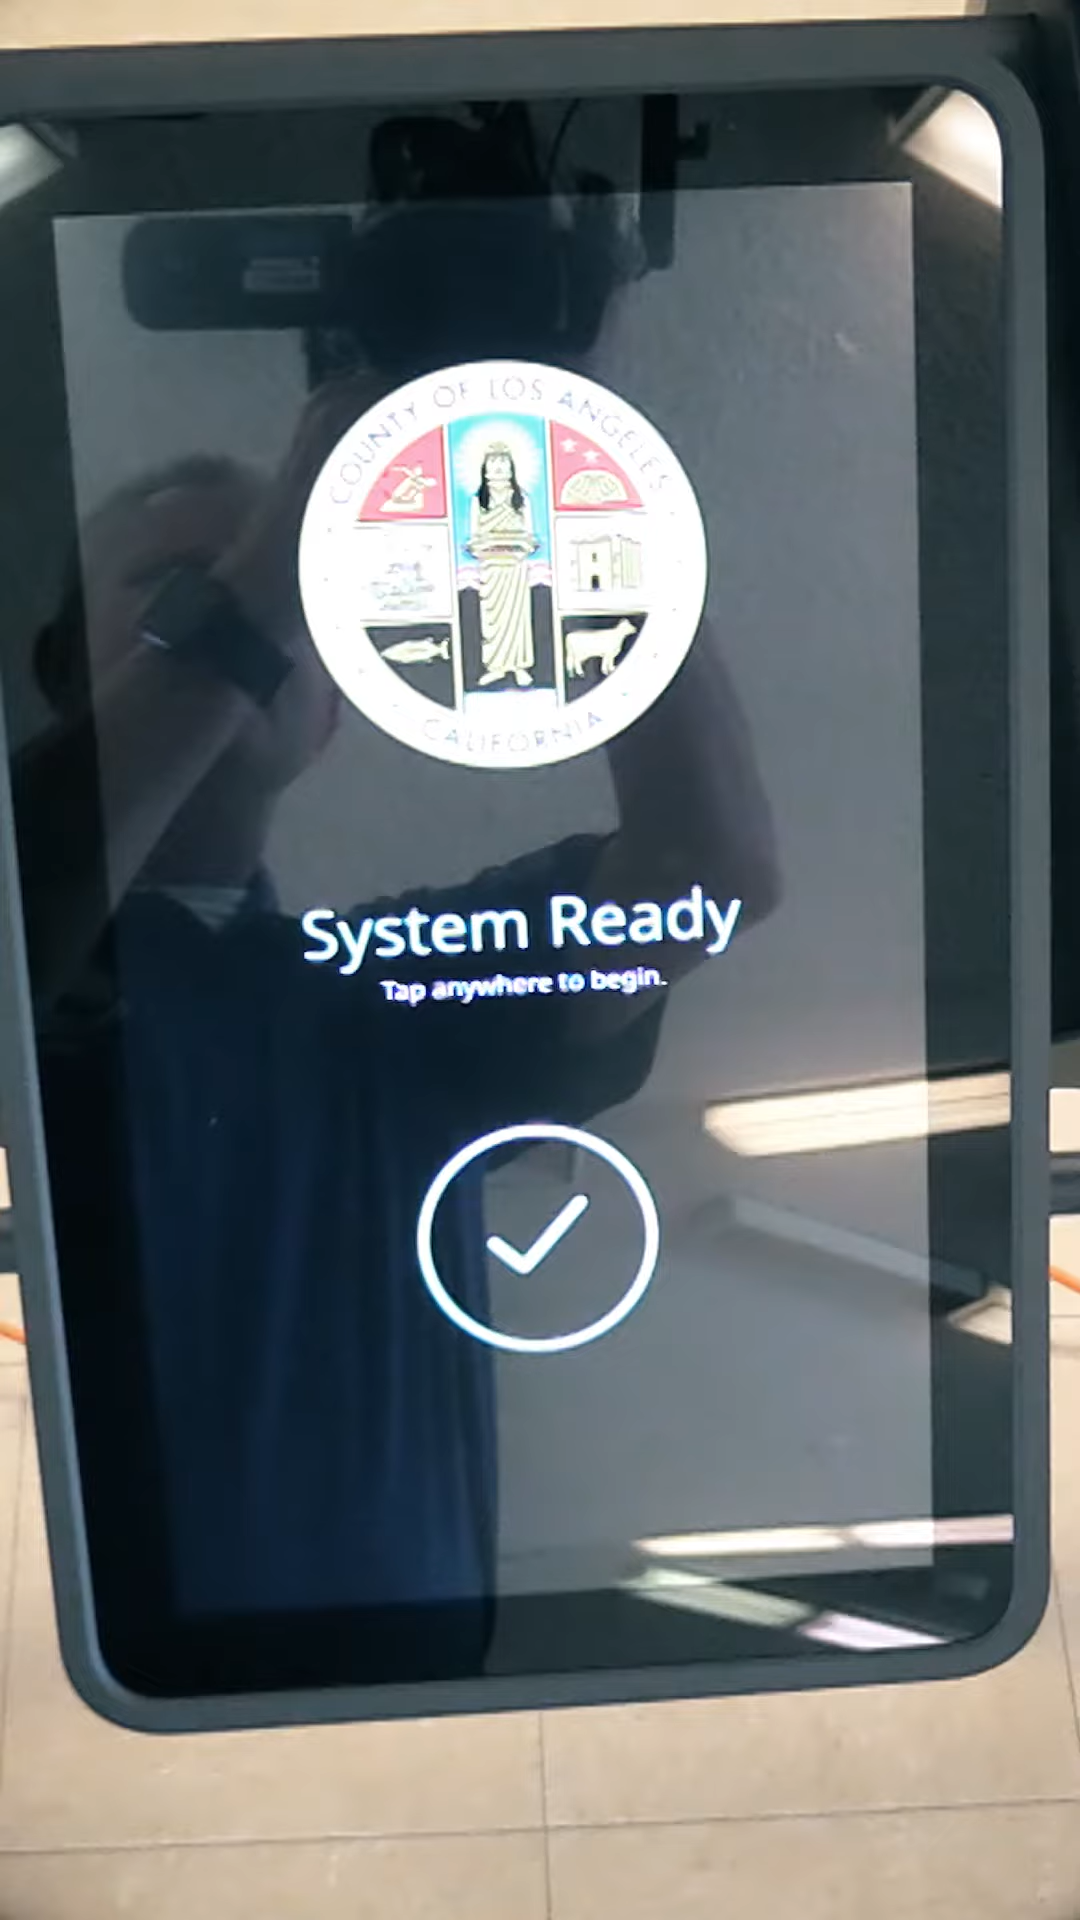 COUNTY OF LOS ANGELES
CALIFORNIA
System Ready
Tap anywhere to begin.